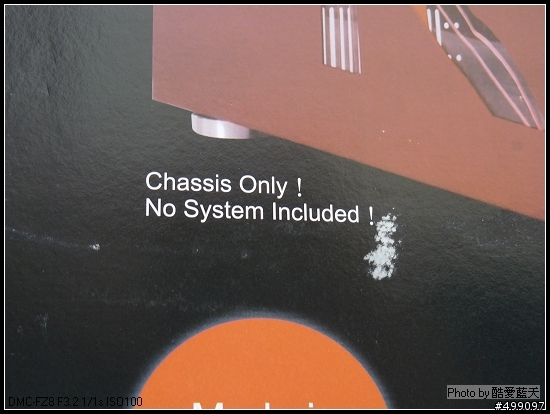 Chassis Only !
No System Included !
DMC-FZ8 F3.2 1/1s ISO100
Photo by 酷愛藍天
#499097